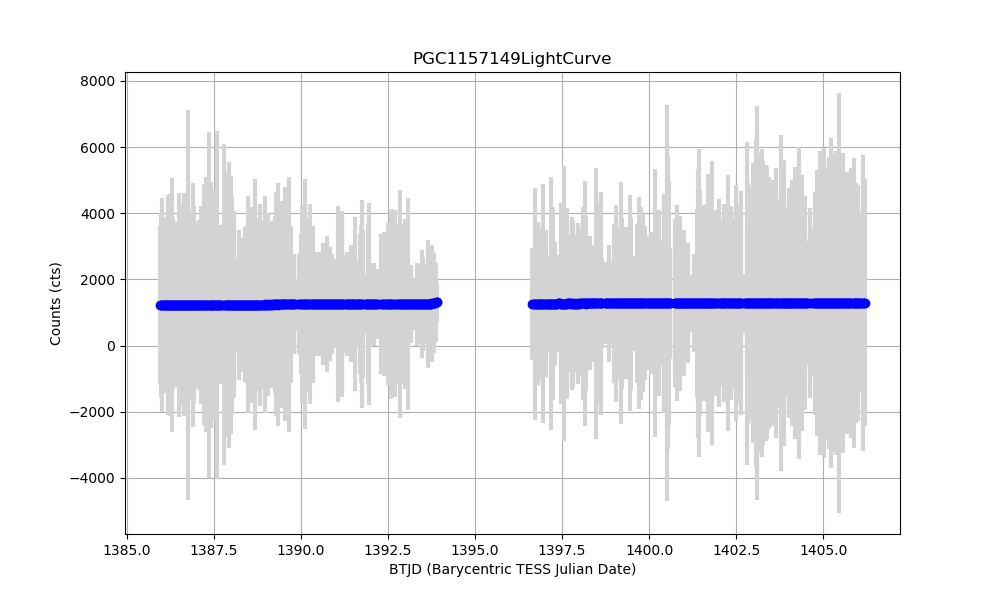 PGC1157149LightCurve
8000
6000
4000
2000
0
−2000
−4000
Counts (cts)
1385.0 1387.5 1390.0 1392.5 1395.0 1397.5 1400.0 1402.5 1405.0
BTJD (Barycentric TESS Julian Date)